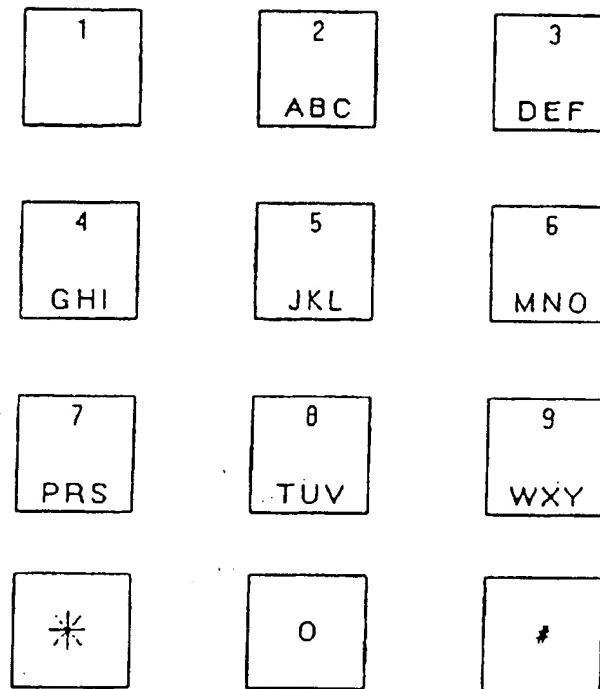 1 2 3
ABC DEF
4 5 6
GHI JKL MNO
7 8 9
PRS TUV WXY
* 0 #